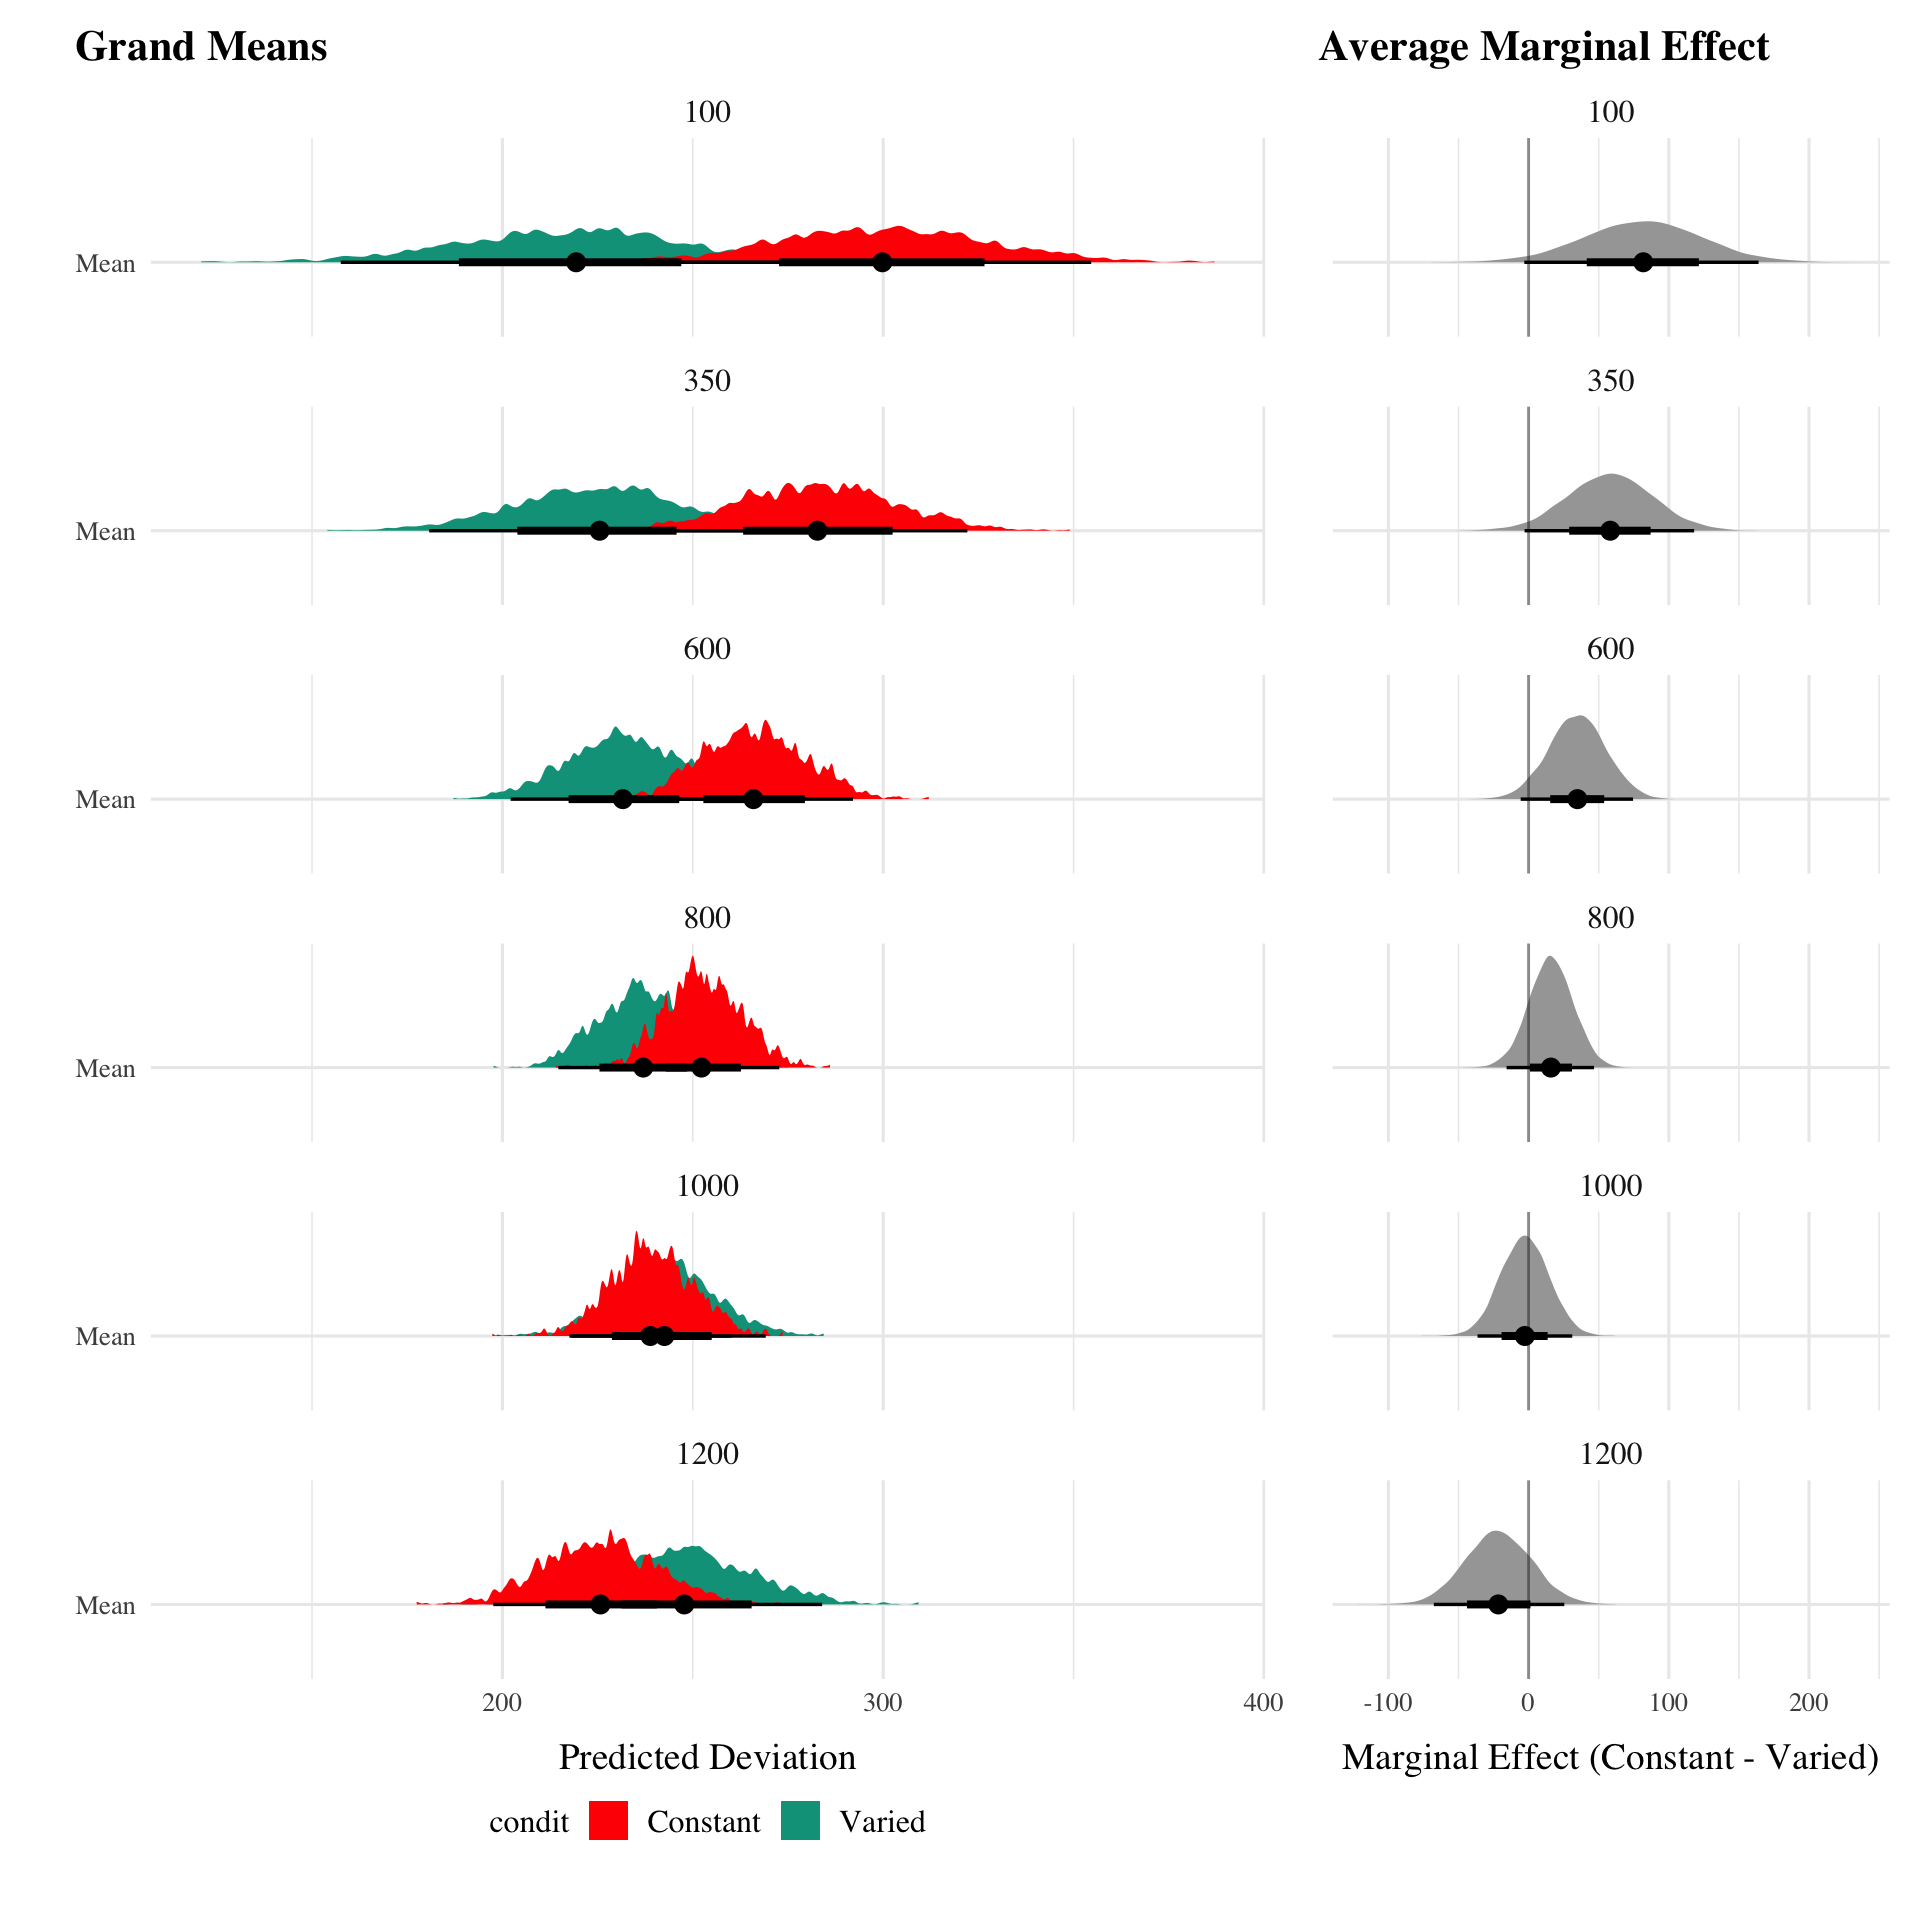 Grand Means
Average Marginal Effect
100
100
Mean
350
350
Mean
600
600
Mean
800
800
Mean
1000
1000
Mean
1200
1200
Mean
200 300 400
-100 0 100 200
Predicted Deviation
Marginal Effect (Constant - Varied)
condit Constant Varied